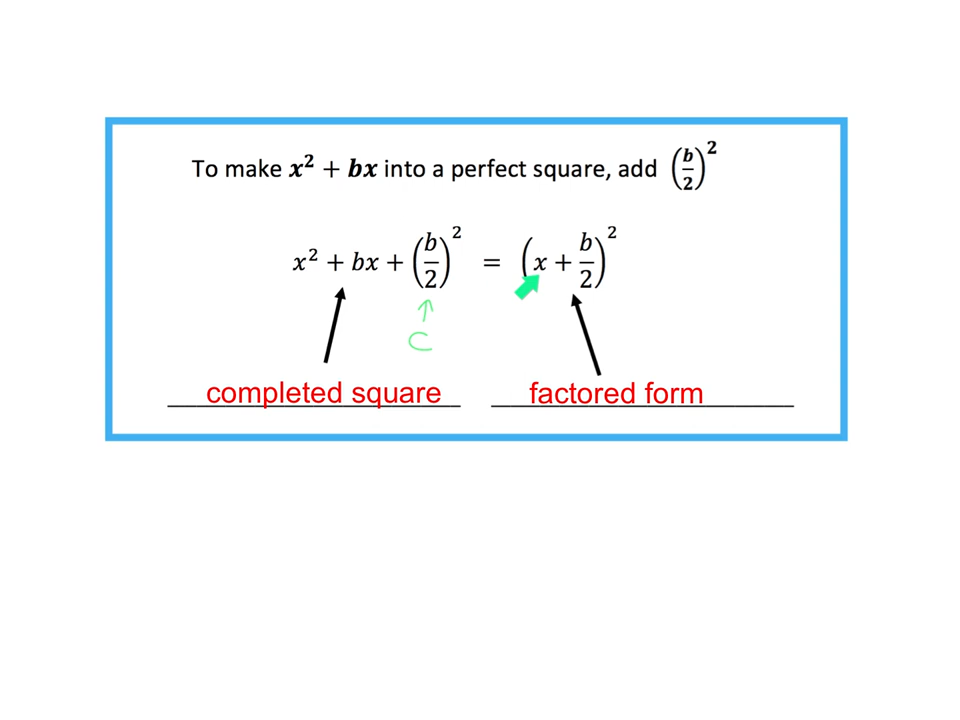 To make x² + bx into a perfect square, add (b/2)²
x² + bx + (b/2)² = (x + b/2)²
C
completed square factored form